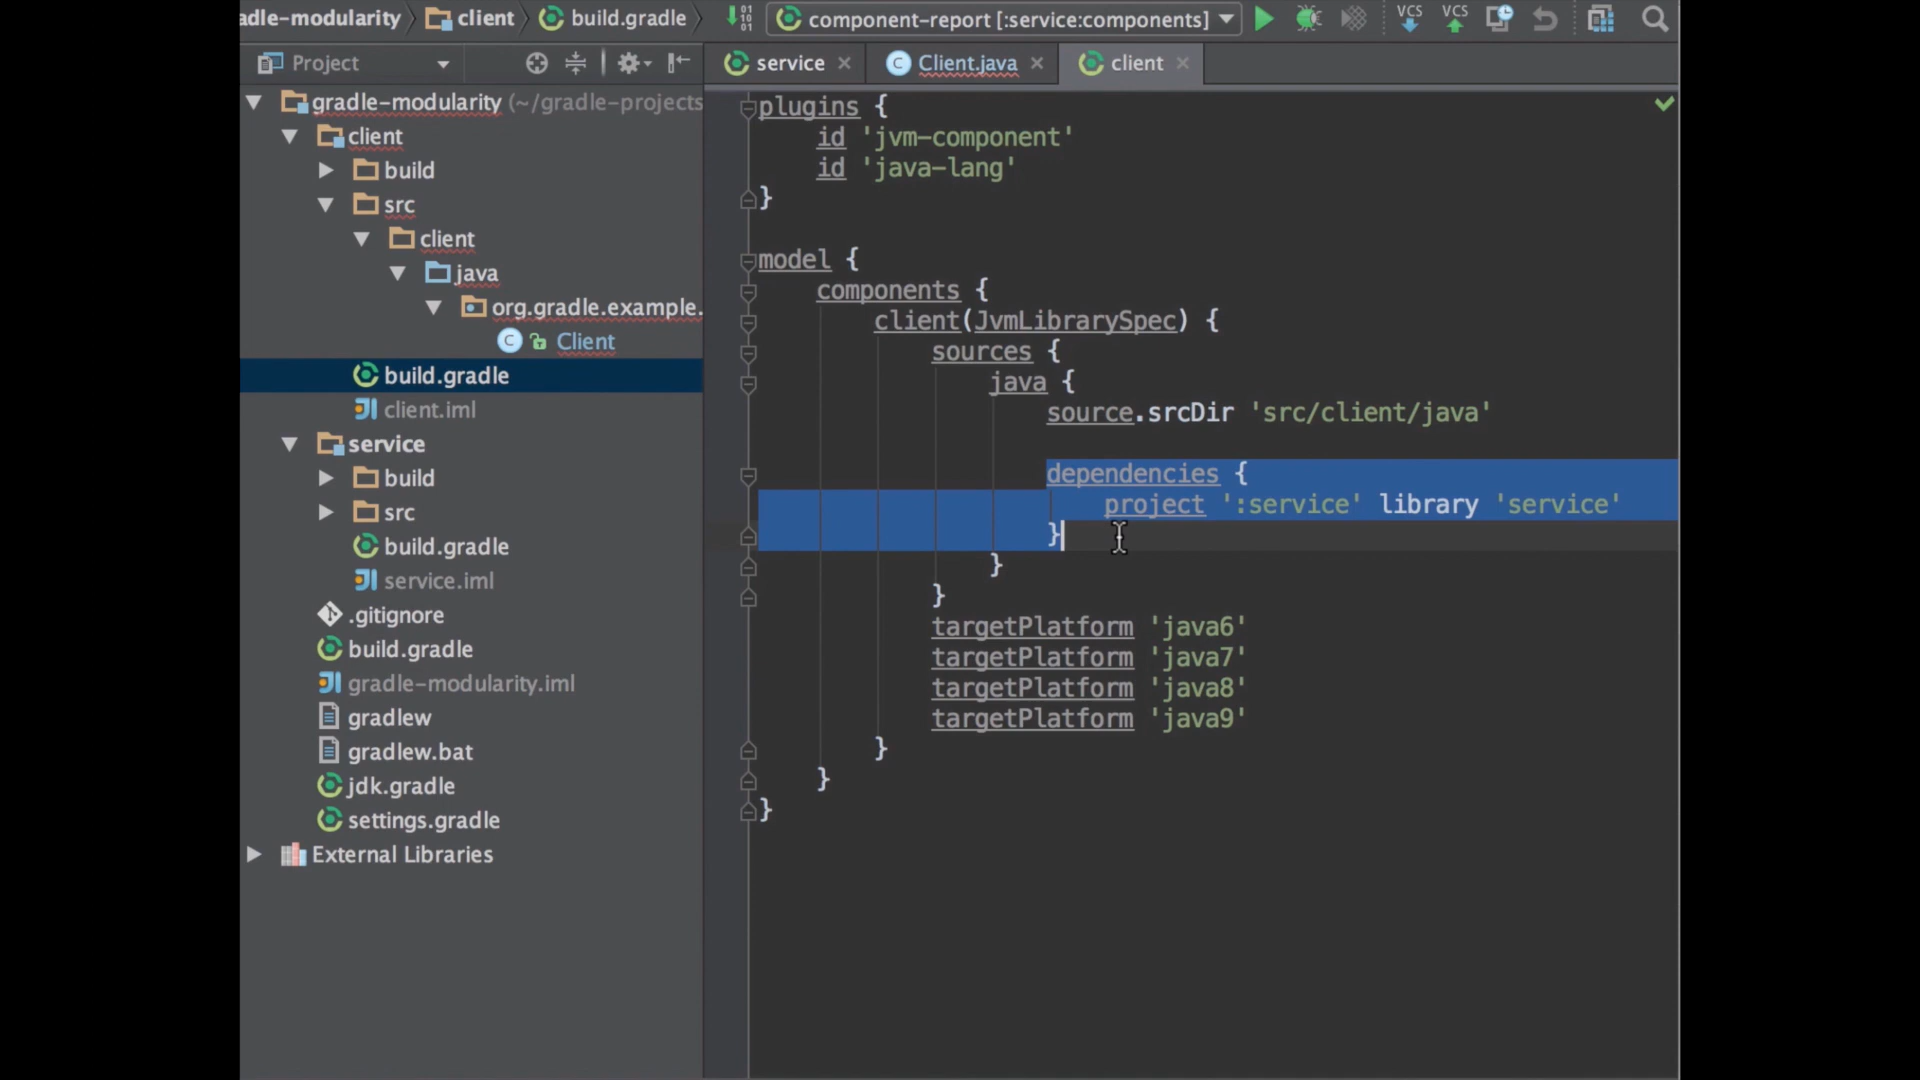 adle-modularity client build.gradle component-report [:service:components] VCS VCS
Project
service Client.java client
gradle-modularity (~/gradle-projects
client
build
src
client
java
org.gradle.example.
Client
build.gradle
client.iml
service
build
src
build.gradle
service.iml
.gitignore
build.gradle
gradle-modularity.iml
gradlew
gradlew.bat
jdk.gradle
settings.gradle
External Libraries
plugins {
id 'jvm-component'
id 'java-lang'
}
model {
components {
client(JvmLibrarySpec) {
sources {
java {
source.srcDir 'src/client/java'
dependencies {
project ':service' library 'service'
}
}
}
targetPlatform 'java6'
targetPlatform 'java7'
targetPlatform 'java8'
targetPlatform 'java9'
}
}
}